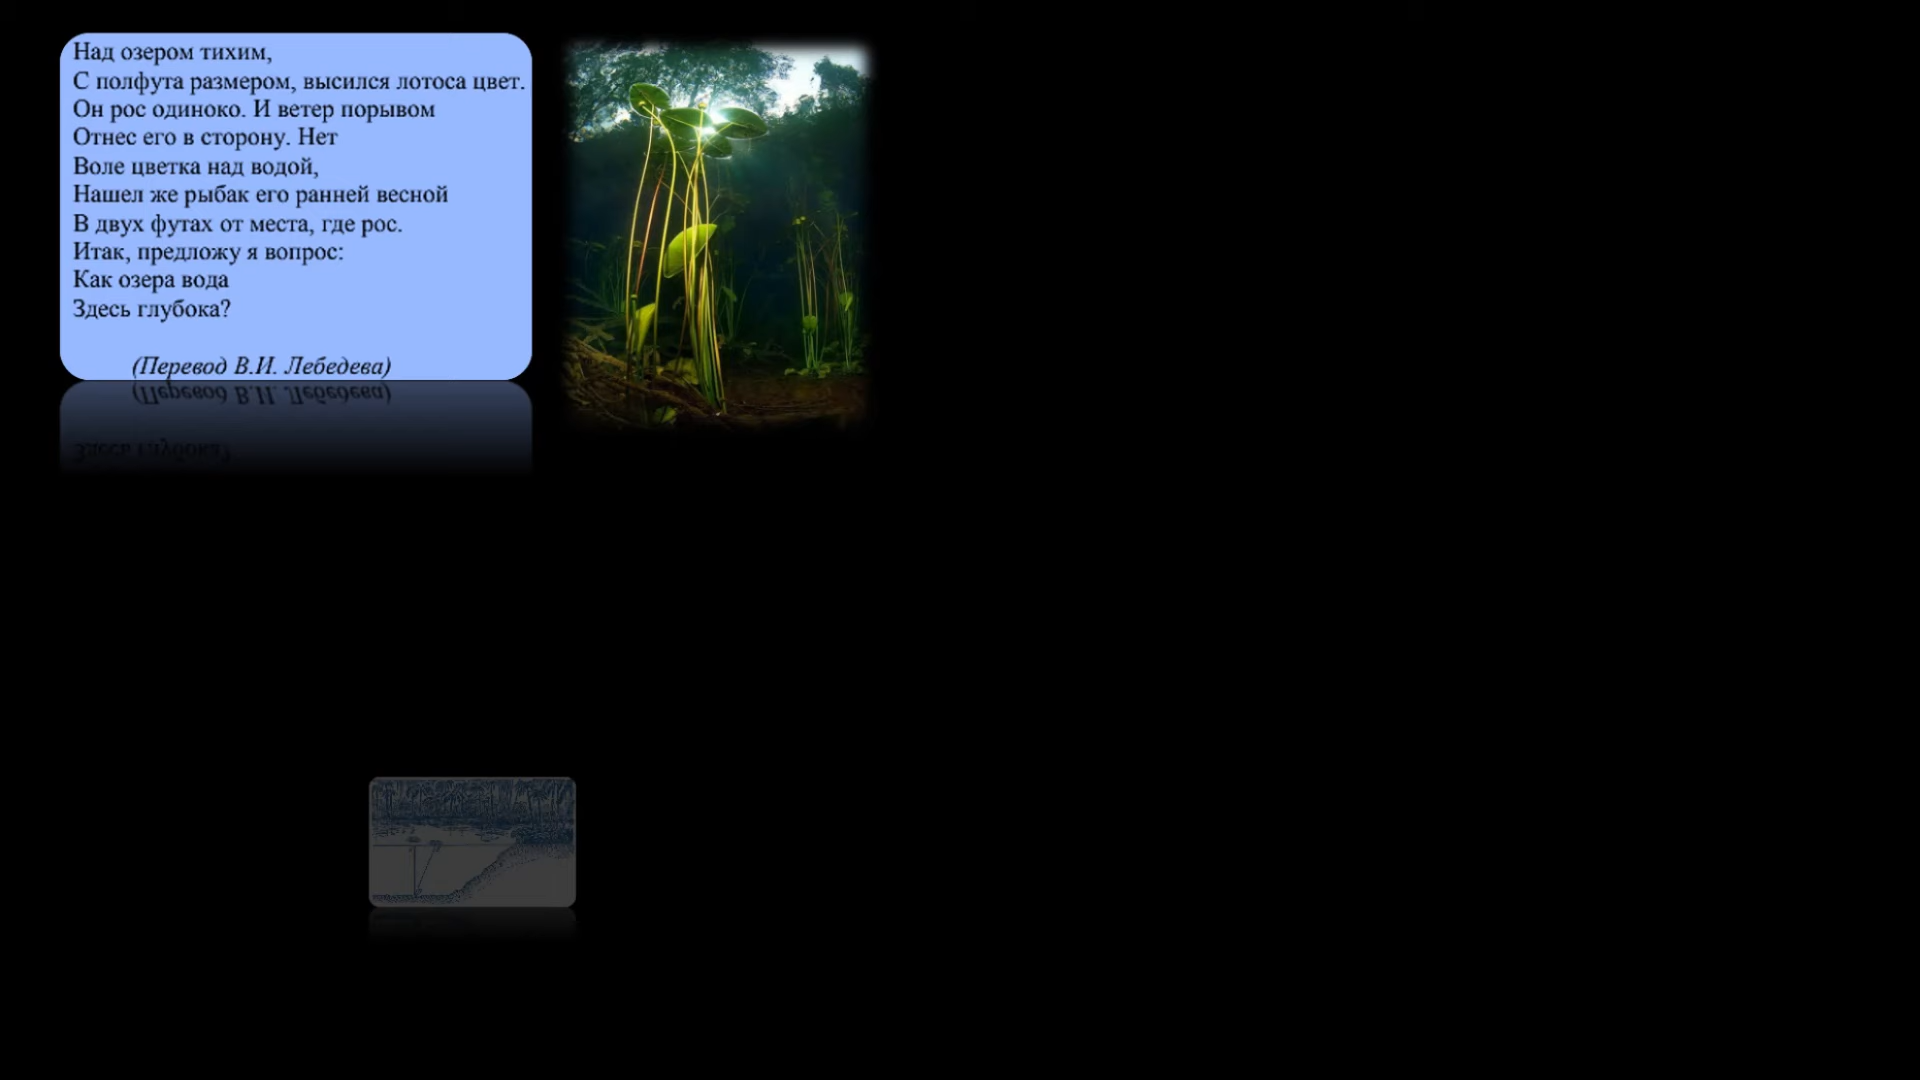 Над озером тихим,
С полфута размером, высился лотоса цвет.
Он рос одиноко. И ветер порывом
Отнес его в сторону. Нет
Воле цветка над водой,
Нашел же рыбак его ранней весной
В двух футах от места, где рос.
Итак, предложу я вопрос:
Как озера вода
Здесь глубока?
(Перевод В.И. Лебедева)